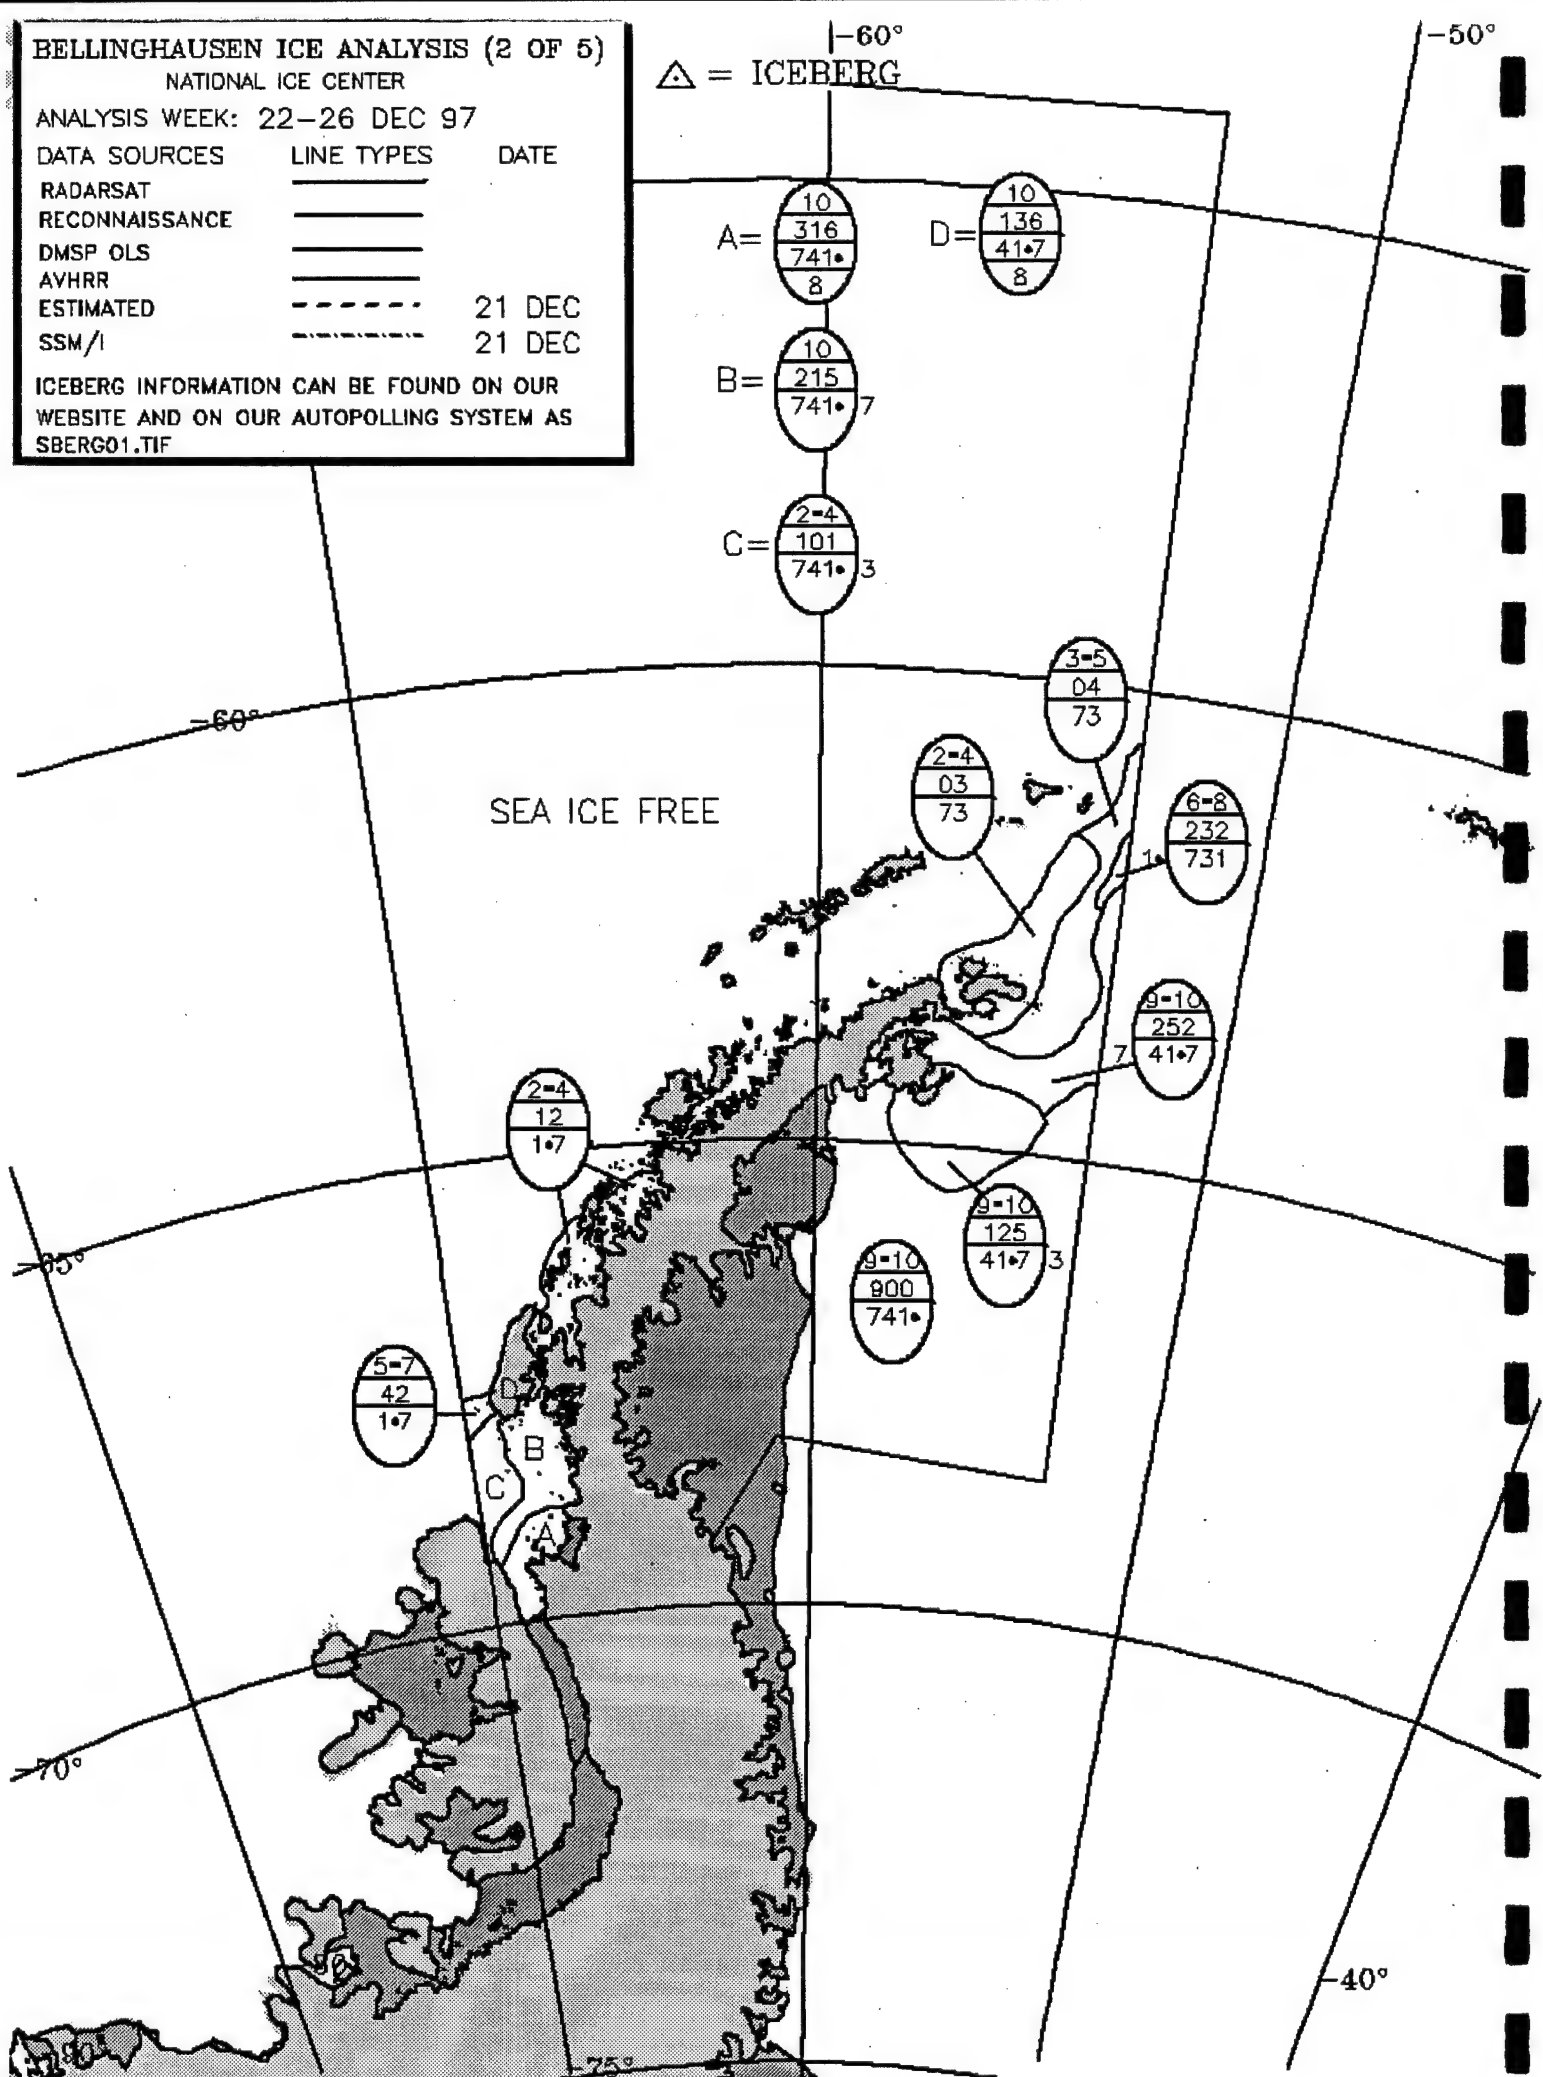 BELLINGHAUSEN ICE ANALYSIS (2 OF 5)
NATIONAL ICE CENTER
ANALYSIS WEEK: 22-26 DEC 97
DATA SOURCES LINE TYPES DATE
RADARSAT
RECONNAISSANCE
DMSP OLS
AVHRR
ESTIMATED 21 DEC
SSM/I 21 DEC
ICEBERG INFORMATION CAN BE FOUND ON OUR
WEBSITE AND ON OUR AUTOPOLLING SYSTEM AS
SBERG01.TIF
-60°
-50°
= ICEBERG
A=
10
316
741•
8
D=
10
136
41•7
8
B=
10
215
741• 7
C=
2-4
101
741• 3
3-5
04
73
-60°
2-4
03
73
SEA ICE FREE
6-8
232
731
1•
9-10
252
41•7
7
2-4
12
1•7
-65°
9-10
125
41•7 3
9-10
900
741•
D
5-7
42
1•7
D
B
C
A
-70°
-40°
-75°